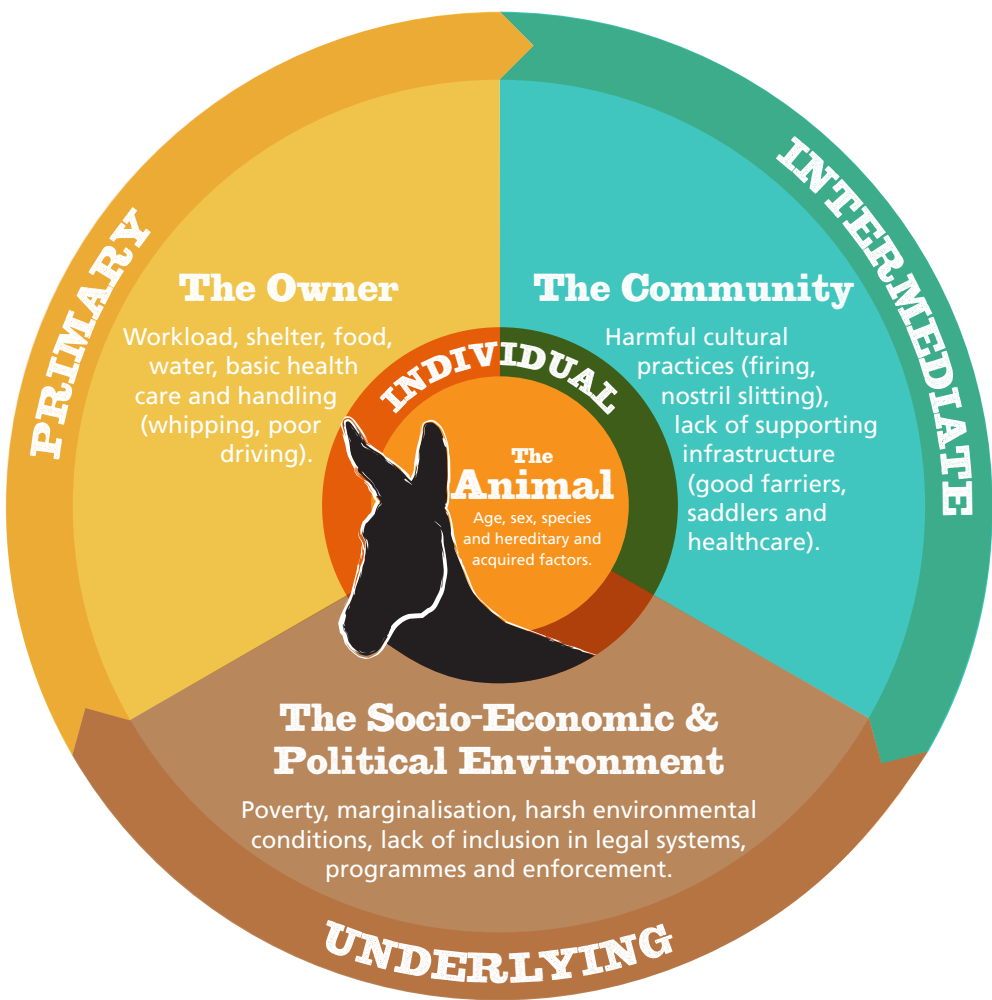 PRIMARY
The Owner
Workload, shelter, food,
water, basic health
care and handling
(whipping, poor
driving).
INTERMEDIATE
The Community
Harmful cultural
practices (firing,
nostril slitting),
lack of supporting
infrastructure
(good farriers,
saddlers and
healthcare).
INDIVIDUAL
The
Animal
Age, sex, species
and hereditary and
acquired factors.
The Socio-Economic &
Political Environment
Poverty, marginalisation, harsh environmental
conditions, lack of inclusion in legal systems,
programmes and enforcement.
UNDERLYING